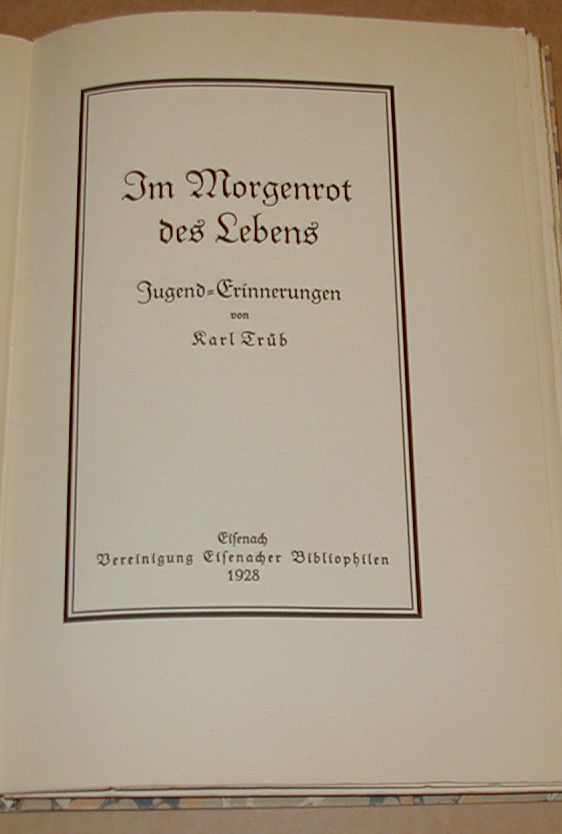 Im Morgenrot
des Lebens
Jugend=Erinnerungen
von
Karl Trüb
Eisenach
Vereinigung Eisenacher Bibliophilen
1928